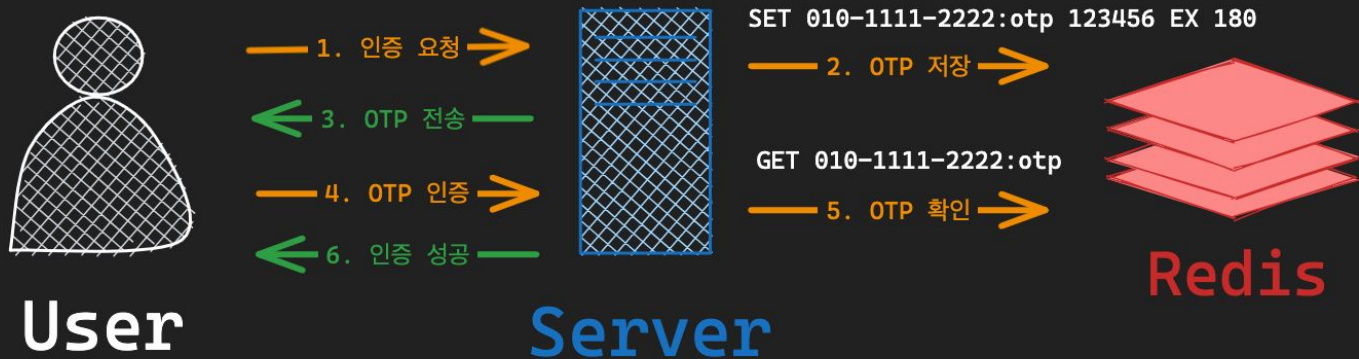 SET 010-1111-2222:otp 123456 EX 180
1. 인증 요청
2. OTP 저장
3. OTP 전송
GET 010-1111-2222:otp
4. OTP 인증
5. OTP 확인
6. 인증 성공
User
Server
Redis